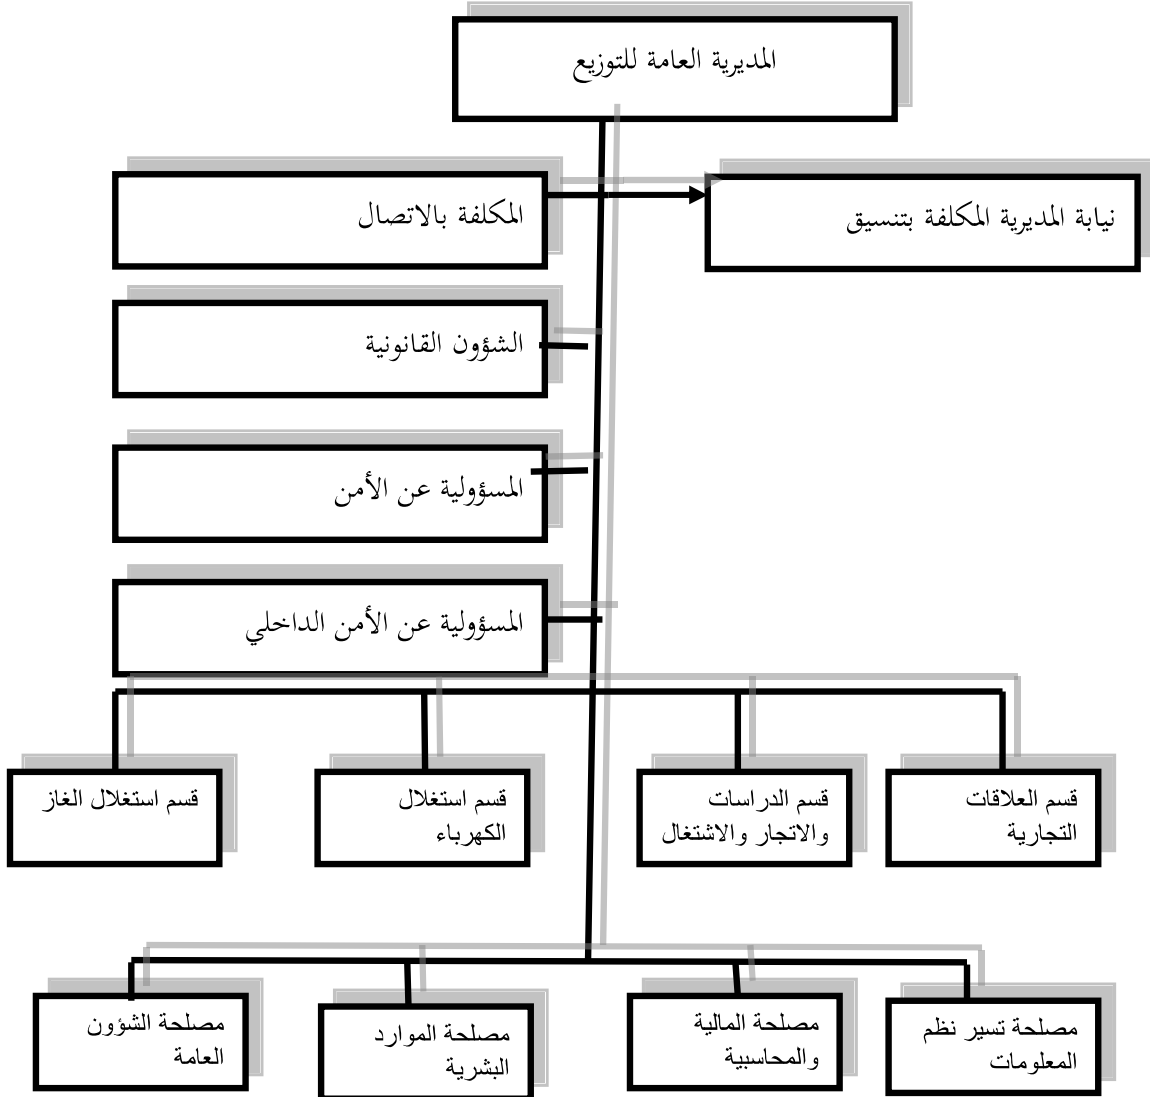 المديرية العامة للتوزيع
نيابة المديرية المكلفة بتنسيق
المكلفة بالاتصال
الشؤون القانونية
المسؤولية عن الأمن
المسؤولية عن الأمن الداخلي
قسم العلاقات
التجارية
قسم الدراسات
والاتجار والاشتغال
قسم استغلال
الكهرباء
قسم استغلال الغاز
مصلحة تسير نظم
المعلومات
مصلحة المالية
والمحاسبية
مصلحة الموارد
البشرية
مصلحة الشؤون
العامة